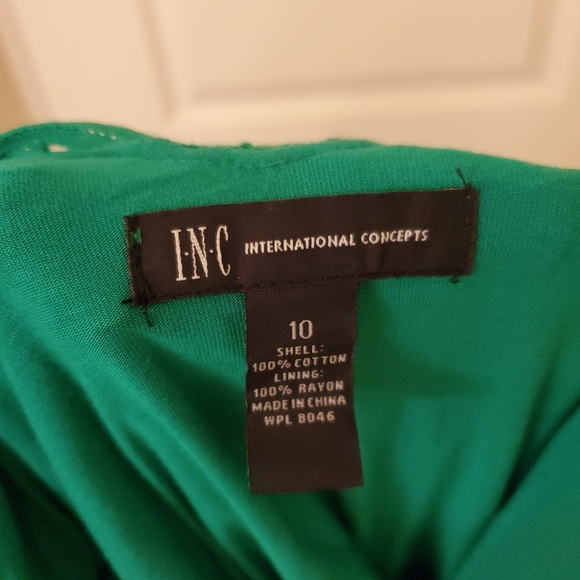 I·N·C INTERNATIONAL CONCEPTS
10
SHELL:
100% COTTON
LINING:
100% RAYON
MADE IN CHINA
WPL 8046